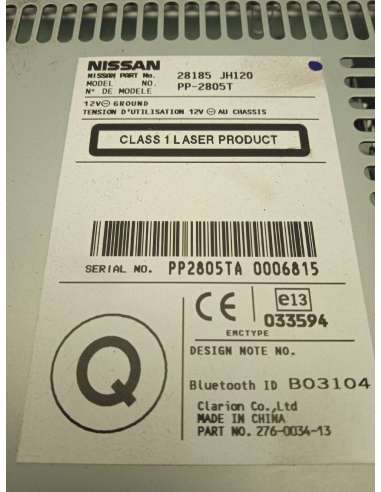 NISSAN
NISSAN PART No. 28185 JH120
MODEL NO. PP-2805T
N° DE MODELE
12V⊖ GROUND
TENSION D'UTILISATION 12V ⊖ AU CHASSIS
CLASS 1 LASER PRODUCT
SERIAL NO. PP2805TA 0006815
CE
e13
033594
EMCTYPE
Q
DESIGN NOTE NO.
Bluetooth ID B03104
Clarion Co.,Ltd
MADE IN CHINA
PART NO. 276-0034-13